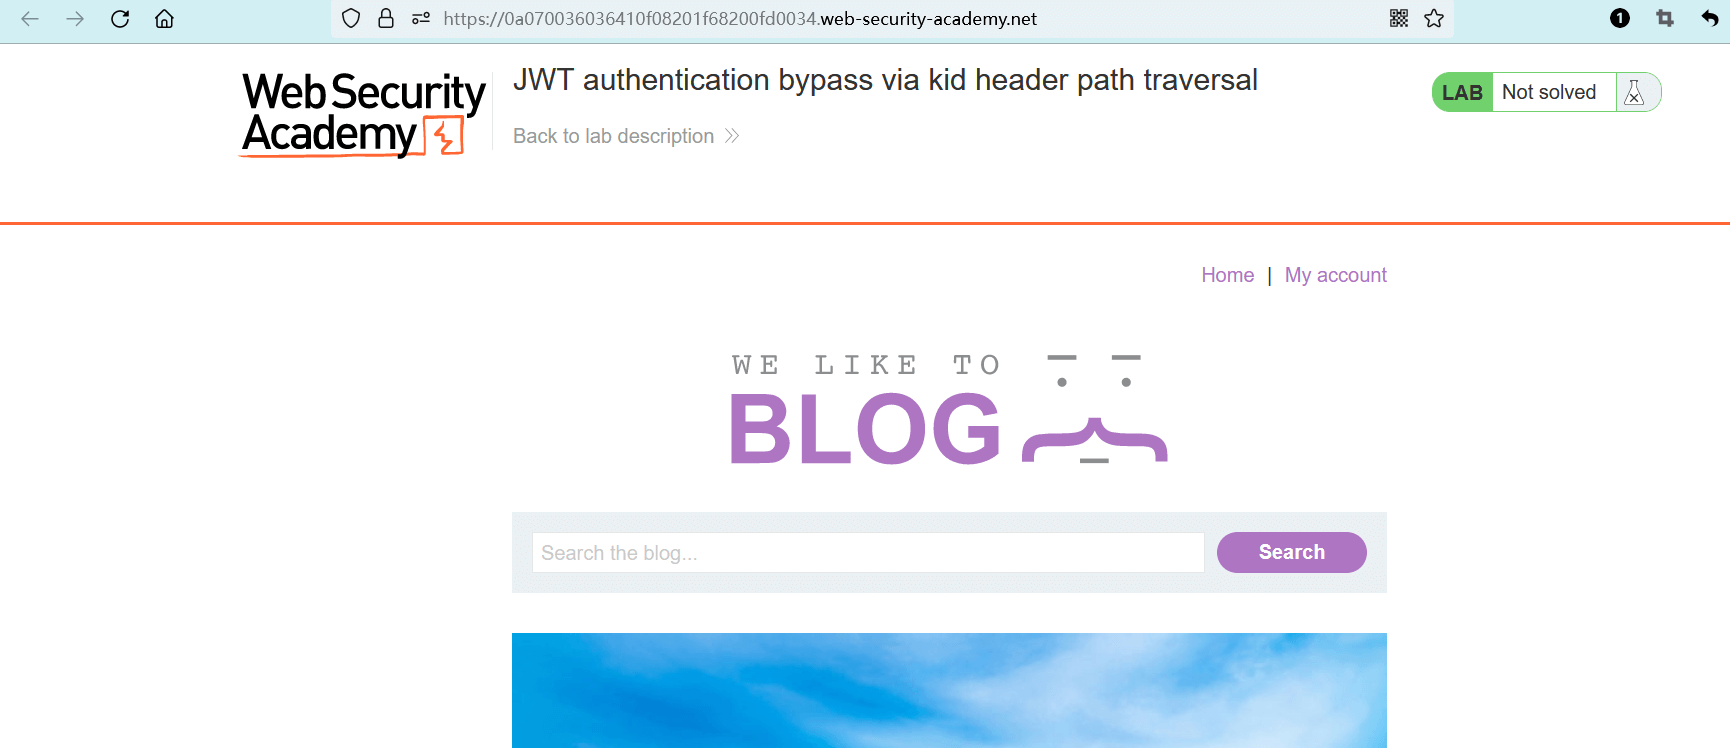 https://0a070036036410f08201f68200fd0034.web-security-academy.net
1
Web Security
Academy
JWT authentication bypass via kid header path traversal
Back to lab description
LAB Not solved
Home | My account
WE LIKE TO
BLOG
Search the blog...
Search